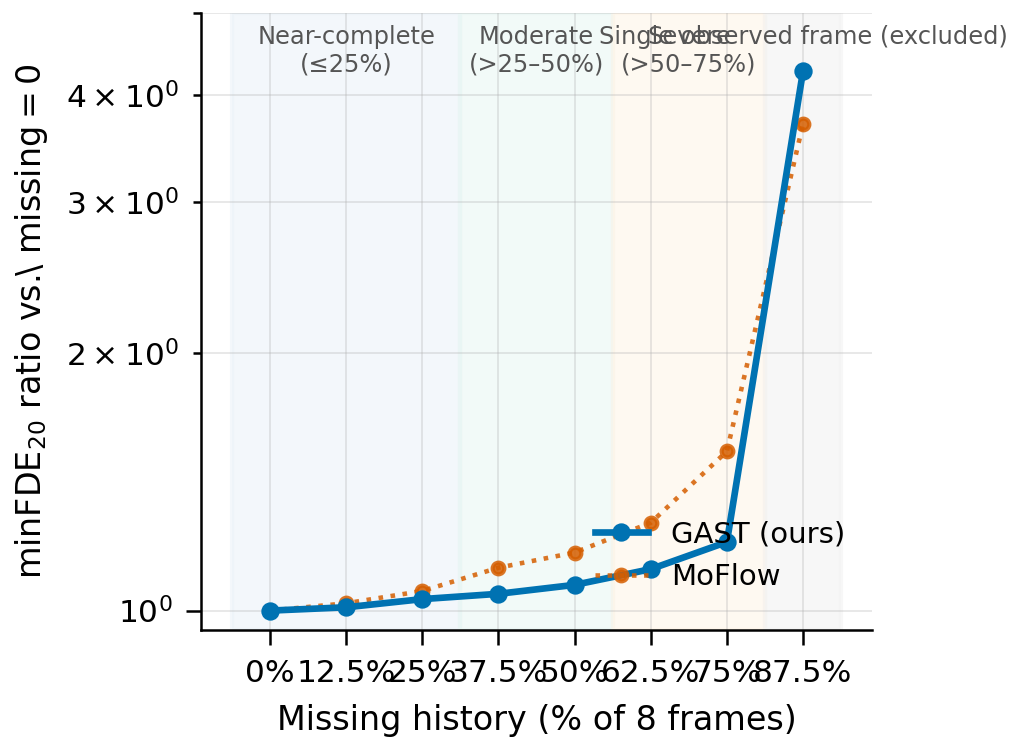 Near-complete
(≤25%)
Moderate
(>25–50%)
Severe
(>50–75%)
Single observed frame (excluded)
4 × 10⁰
3 × 10⁰
2 × 10⁰
10⁰
minFDE₂₀ ratio vs.\ missing = 0
GAST (ours)
MoFlow
0% 12.5% 25% 37.5% 50% 62.5% 75% 87.5%
Missing history (% of 8 frames)